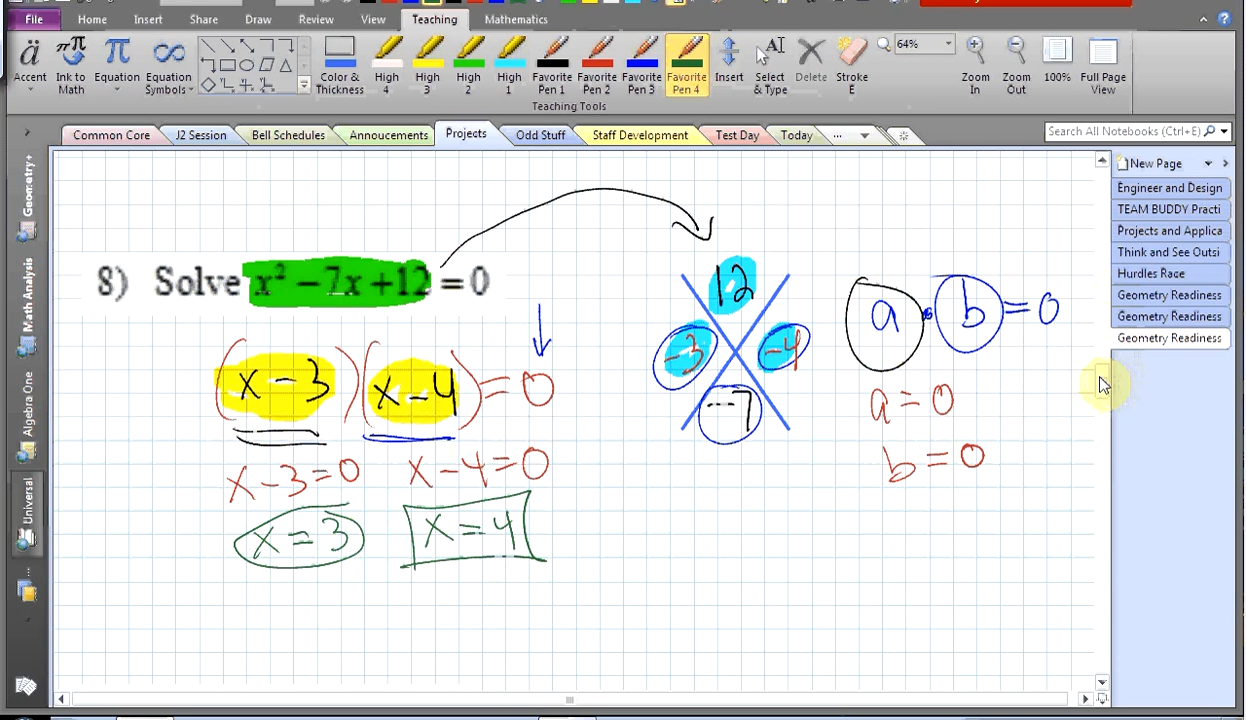 File Home Insert Share Draw Review View Teaching Mathematics
ä Accent
Ink to Math
π Equation
∞ Equation Symbols
Color & Thickness
High 4
High 3
High 2
High 1
Favorite Pen 1
Favorite Pen 2
Favorite Pen 3
Favorite Pen 4
Insert
Select & Type
Delete
Stroke E
64%
Zoom In
Zoom Out
100%
Full Page View
Teaching Tools
Common Core J2 Session Bell Schedules Annoucements Projects Odd Stuff Staff Development Test Day Today ...
Search All Notebooks (Ctrl+E)
New Page
Engineer and Design
TEAM BUDDY Practi
Projects and Applica
Think and See Outsi
Hurdles Race
Geometry Readiness
Geometry Readiness
Geometry Readiness
Geometry+
Math Analysis
Algebra One
Universal
8) Solve x² − 7x + 12 = 0
(x − 3)(x − 4) = 0
x − 3 = 0 x − 4 = 0
x = 3 x = 4
12
−3 −4
−7
a · b = 0
a = 0
b = 0